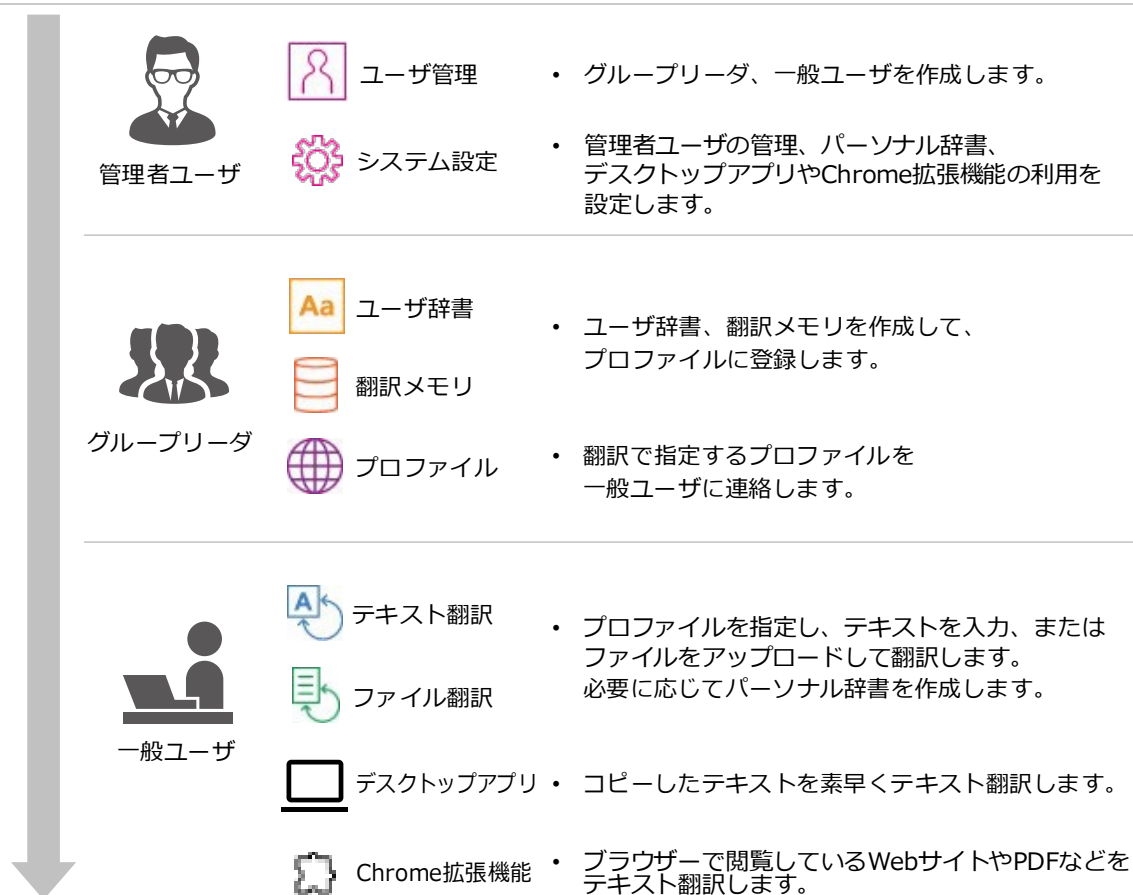 ユーザ管理
• グループリーダ、一般ユーザを作成します。
管理者ユーザ
システム設定
• 管理者ユーザの管理、パーソナル辞書、
デスクトップアプリやChrome拡張機能の利用を
設定します。
Aa
ユーザ辞書
翻訳メモリ
• ユーザ辞書、翻訳メモリを作成して、
プロファイルに登録します。
グループリーダ
プロファイル
• 翻訳で指定するプロファイルを
一般ユーザに連絡します。
A
テキスト翻訳
ファイル翻訳
• プロファイルを指定し、テキストを入力、または
ファイルをアップロードして翻訳します。
必要に応じてパーソナル辞書を作成します。
一般ユーザ
デスクトップアプリ
• コピーしたテキストを素早くテキスト翻訳します。
Chrome拡張機能
• ブラウザーで閲覧しているWebサイトやPDFなどを
テキスト翻訳します。